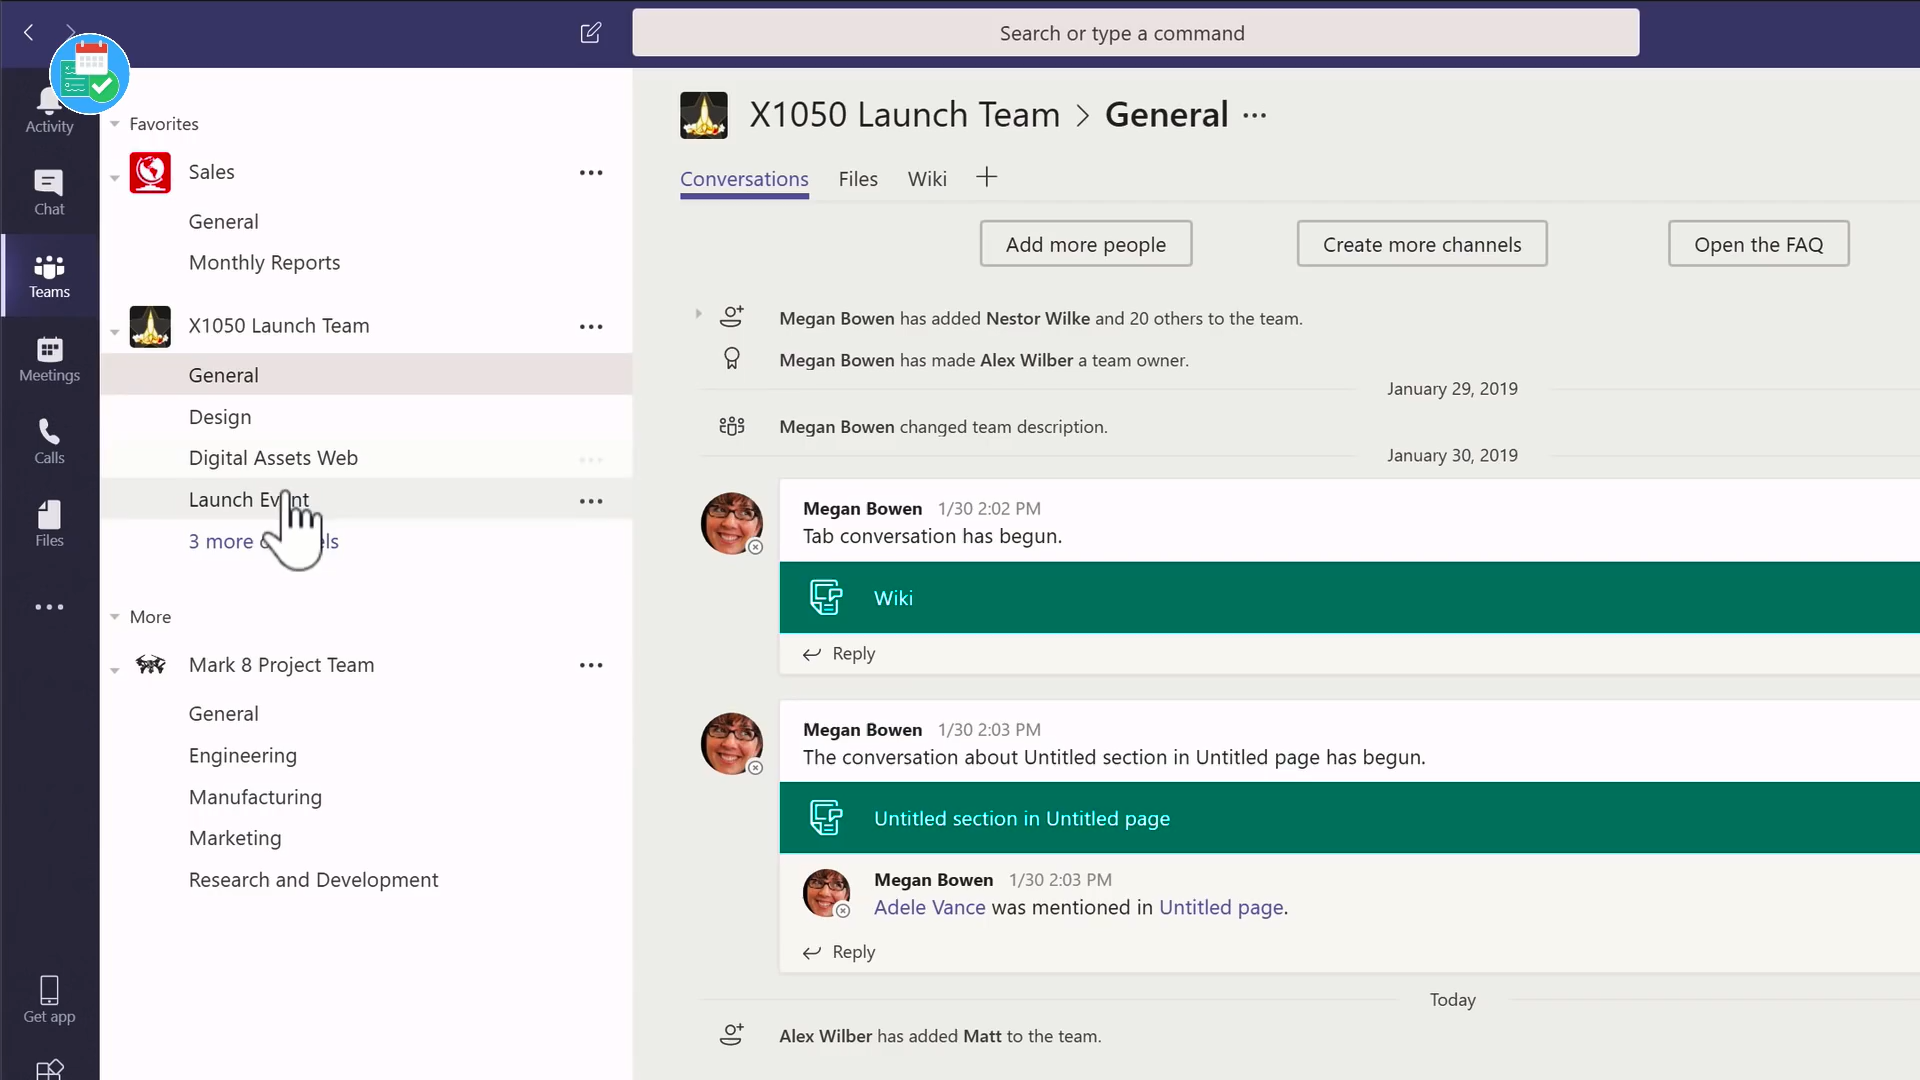 Search or type a command
Activity
Chat
Teams
Meetings
Calls
Files
Get app
Favorites
Sales
General
Monthly Reports
X1050 Launch Team
General
Design
Digital Assets Web
Launch Event
3 more
More
Mark 8 Project Team
General
Engineering
Manufacturing
Marketing
Research and Development
X1050 Launch Team > General
Conversations Files Wiki
Add more people Create more channels Open the FAQ
Megan Bowen has added Nestor Wilke and 20 others to the team.
Megan Bowen has made Alex Wilber a team owner.
January 29, 2019
Megan Bowen changed team description.
January 30, 2019
Megan Bowen 1/30 2:02 PM
Tab conversation has begun.
Wiki
Reply
Megan Bowen 1/30 2:03 PM
The conversation about Untitled section in Untitled page has begun.
Untitled section in Untitled page
Megan Bowen 1/30 2:03 PM
Adele Vance was mentioned in Untitled page.
Reply
Today
Alex Wilber has added Matt to the team.